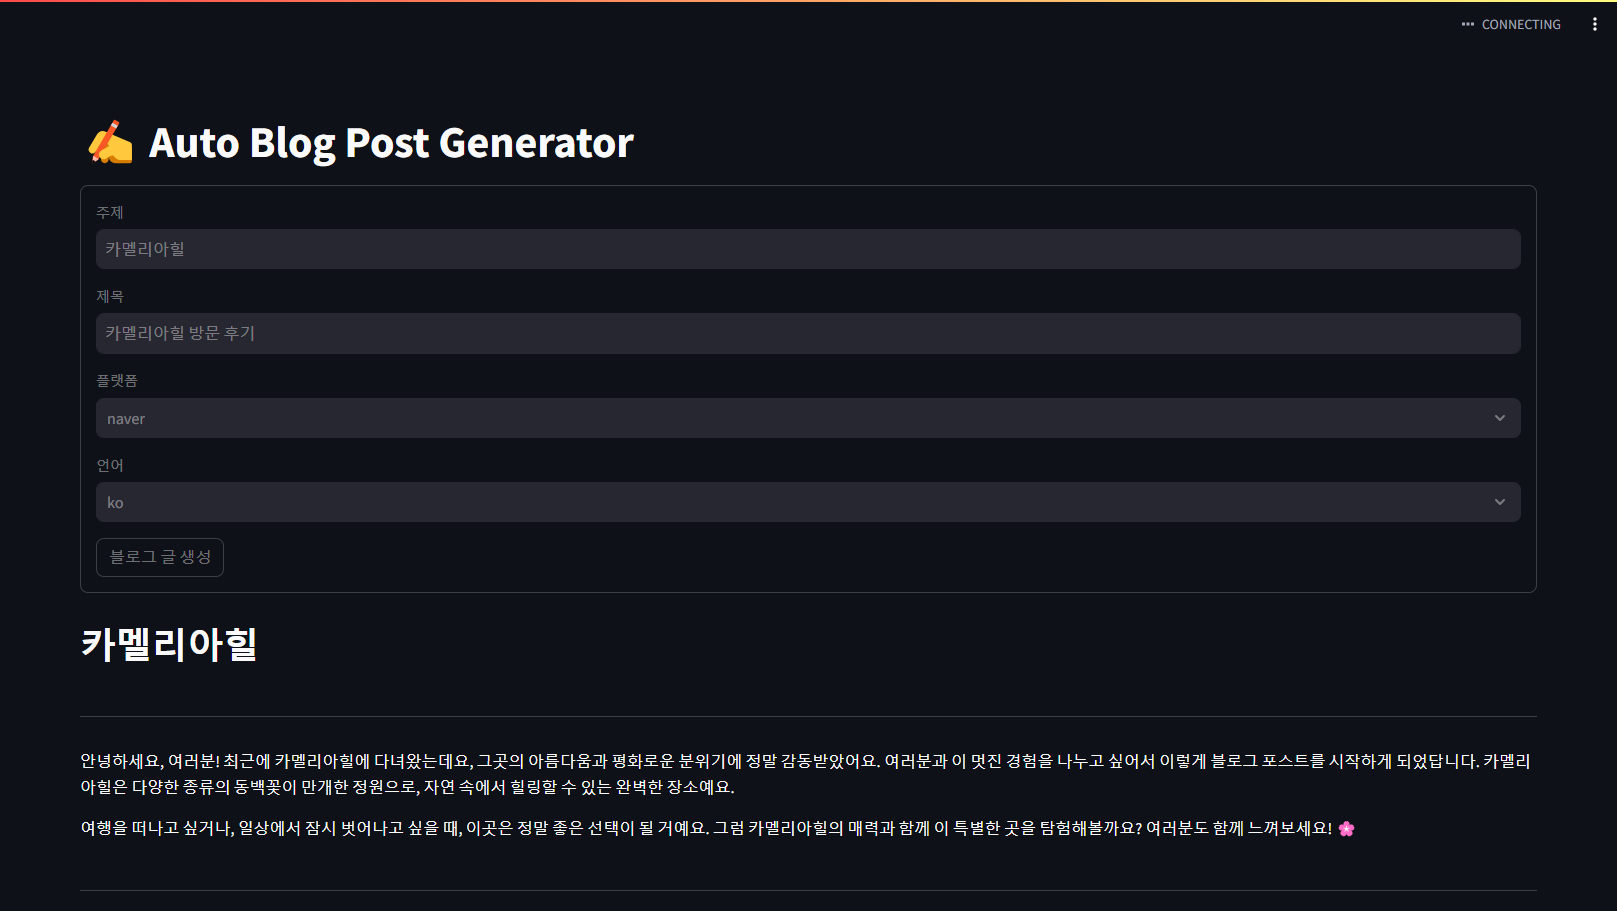 CONNECTING
Auto Blog Post Generator
주제
카멜리아힐
제목
카멜리아힐 방문 후기
플랫폼
naver
언어
ko
블로그 글 생성
카멜리아힐
안녕하세요, 여러분! 최근에 카멜리아힐에 다녀왔는데요, 그곳의 아름다움과 평화로운 분위기에 정말 감동받았어요. 여러분과 이 멋진 경험을 나누고 싶어서 이렇게 블로그 포스트를 시작하게 되었답니다. 카멜리
아힐은 다양한 종류의 동백꽃이 만개한 정원으로, 자연 속에서 힐링할 수 있는 완벽한 장소예요.
여행을 떠나고 싶거나, 일상에서 잠시 벗어나고 싶을 때, 이곳은 정말 좋은 선택이 될 거예요. 그럼 카멜리아힐의 매력과 함께 이 특별한 곳을 탐험해볼까요? 여러분도 함께 느껴보세요! 🌸